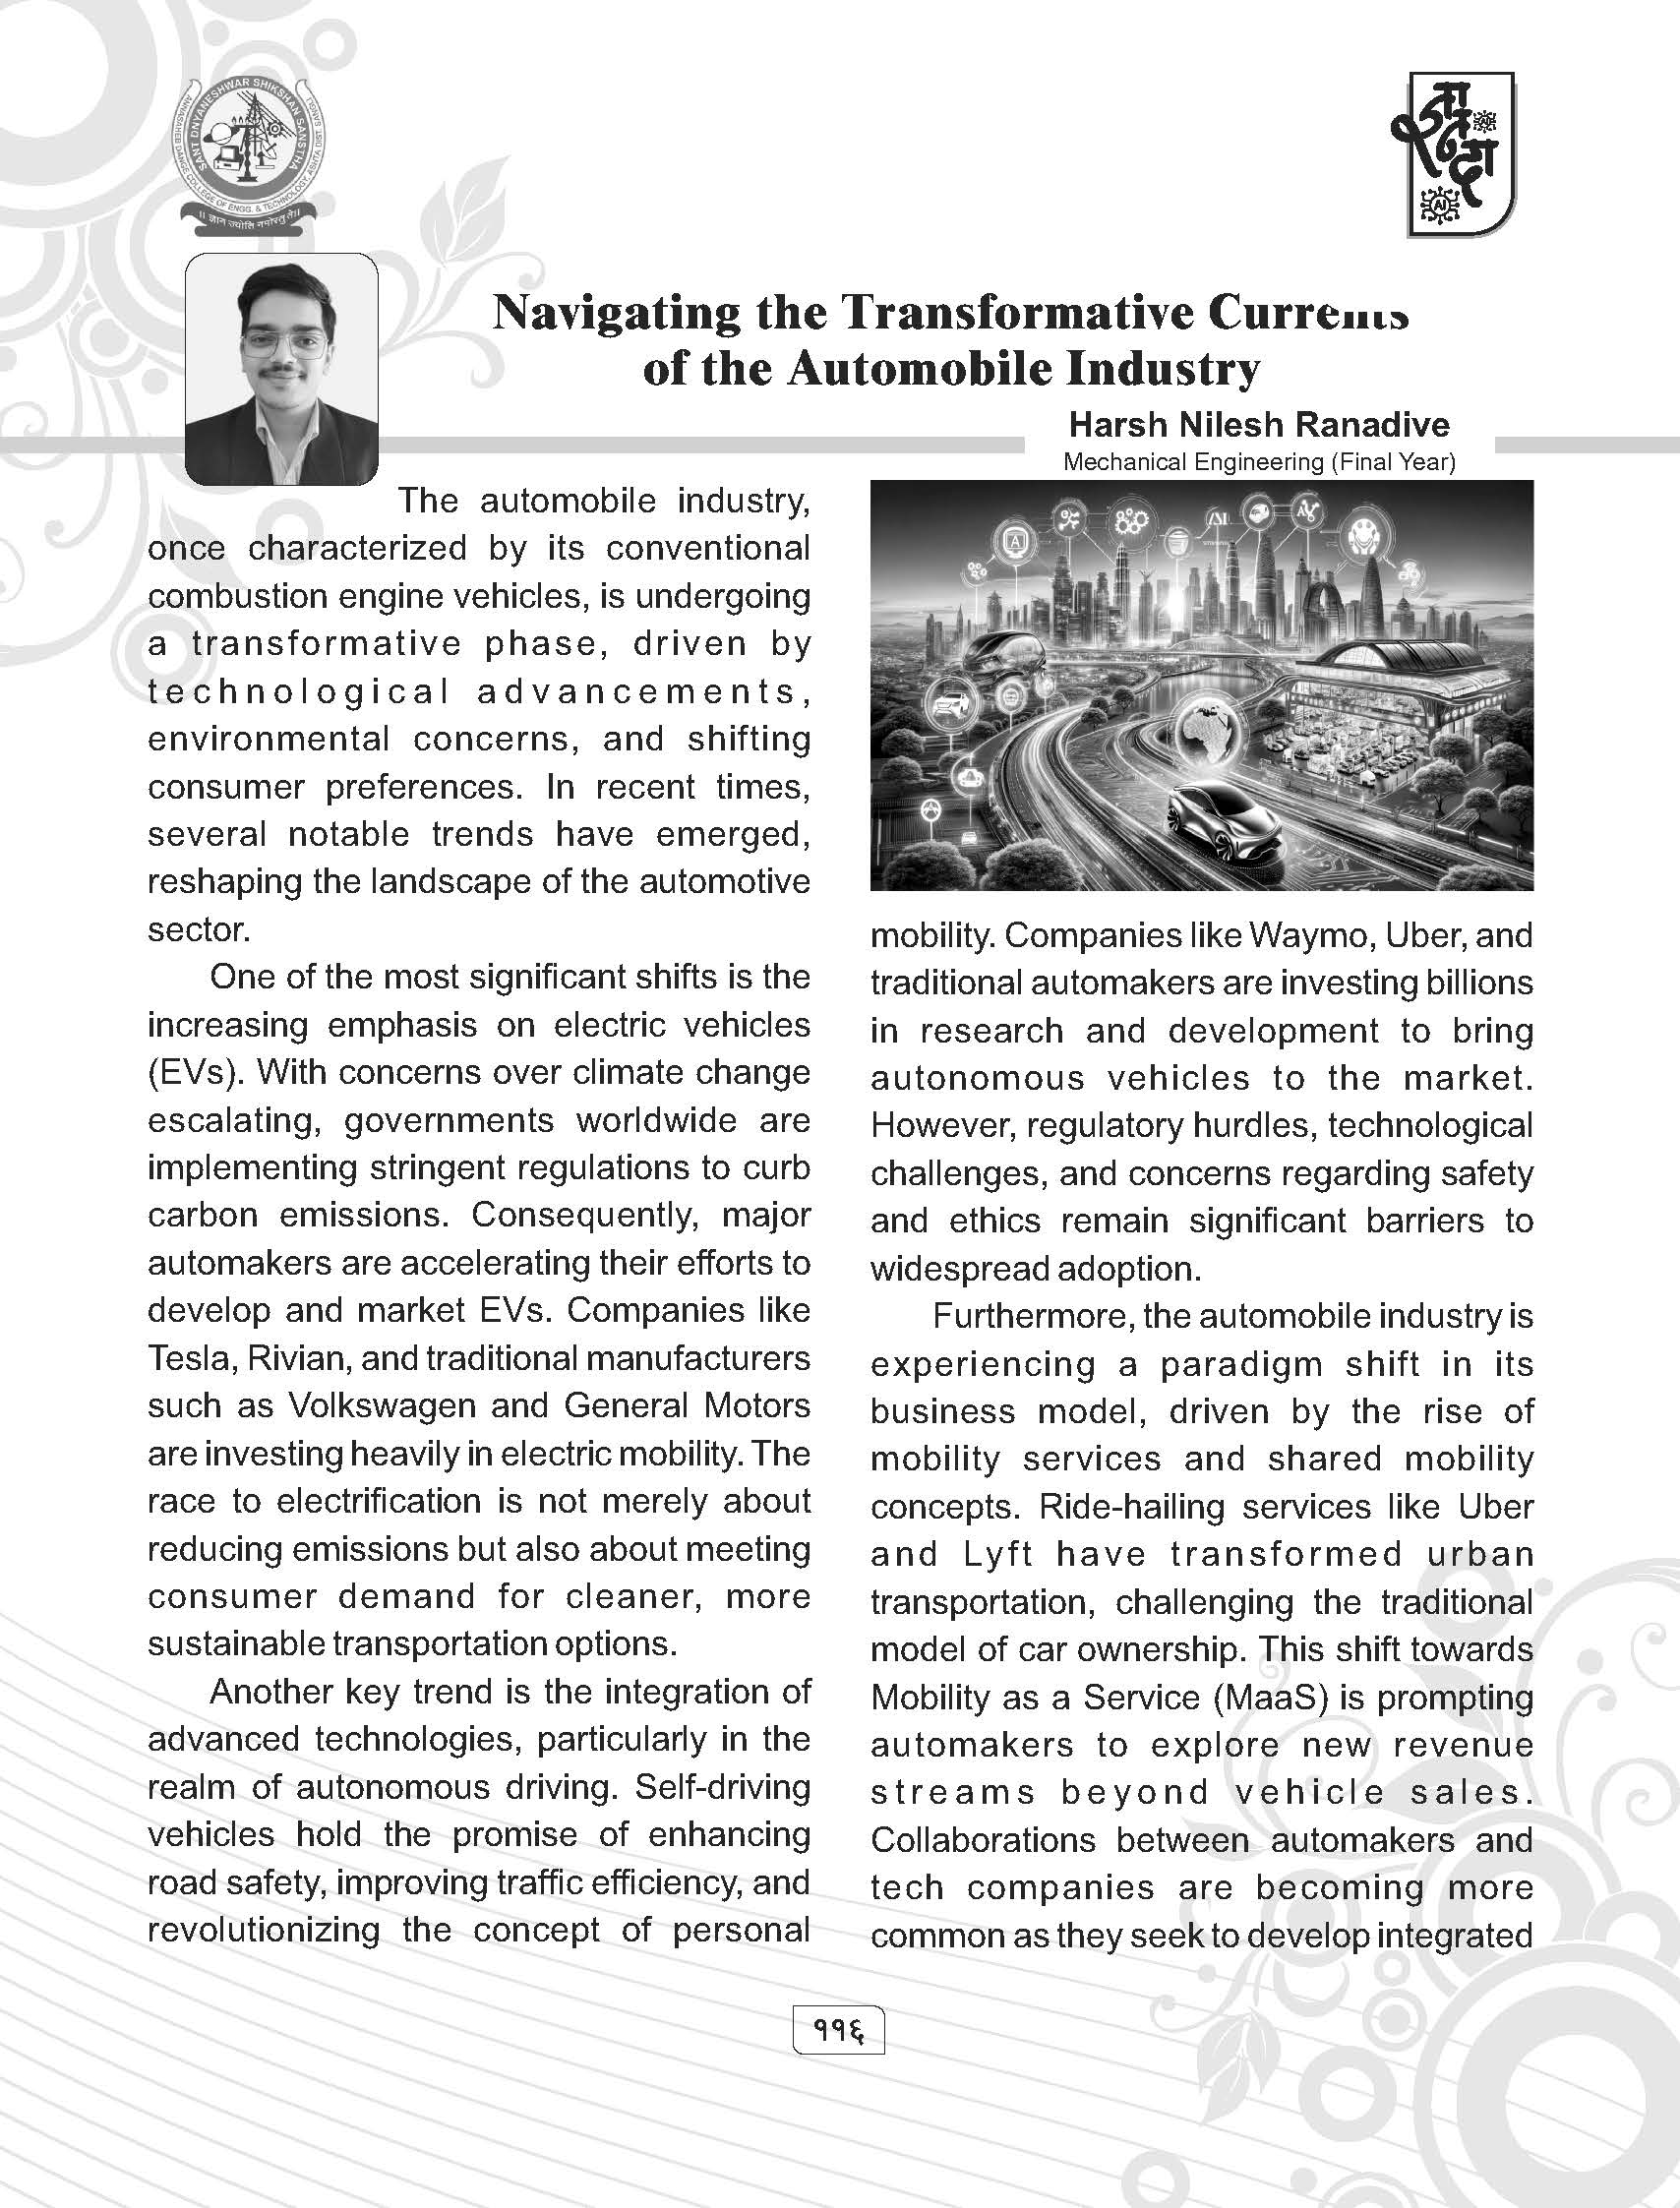 SANT DNYANESHWAR SHIKSHAN SANSTHA
ANNASAHEB DANGE COLLEGE OF ENGG. & TECHNOLOGY, ASHTA DIST. SANGLI
AI
AI
Navigating the Transformative Currents
of the Automobile Industry
Harsh Nilesh Ranadive
Mechanical Engineering (Final Year)
The automobile industry,
once characterized by its conventional
combustion engine vehicles, is undergoing
a transformative phase, driven by
technological advancements,
environmental concerns, and shifting
consumer preferences. In recent times,
several notable trends have emerged,
reshaping the landscape of the automotive
sector.
One of the most significant shifts is the
increasing emphasis on electric vehicles
(EVs). With concerns over climate change
escalating, governments worldwide are
implementing stringent regulations to curb
carbon emissions. Consequently, major
automakers are accelerating their efforts to
develop and market EVs. Companies like
Tesla, Rivian, and traditional manufacturers
such as Volkswagen and General Motors
are investing heavily in electric mobility. The
race to electrification is not merely about
reducing emissions but also about meeting
consumer demand for cleaner, more
sustainable transportation options.
Another key trend is the integration of
advanced technologies, particularly in the
realm of autonomous driving. Self-driving
vehicles hold the promise of enhancing
road safety, improving traffic efficiency, and
revolutionizing the concept of personal
mobility. Companies like Waymo, Uber, and
traditional automakers are investing billions
in research and development to bring
autonomous vehicles to the market.
However, regulatory hurdles, technological
challenges, and concerns regarding safety
and ethics remain significant barriers to
widespread adoption.
Furthermore, the automobile industry is
experiencing a paradigm shift in its
business model, driven by the rise of
mobility services and shared mobility
concepts. Ride-hailing services like Uber
and Lyft have transformed urban
transportation, challenging the traditional
model of car ownership. This shift towards
Mobility as a Service (MaaS) is prompting
automakers to explore new revenue
streams beyond vehicle sales.
Collaborations between automakers and
tech companies are becoming more
common as they seek to develop integrated
११६